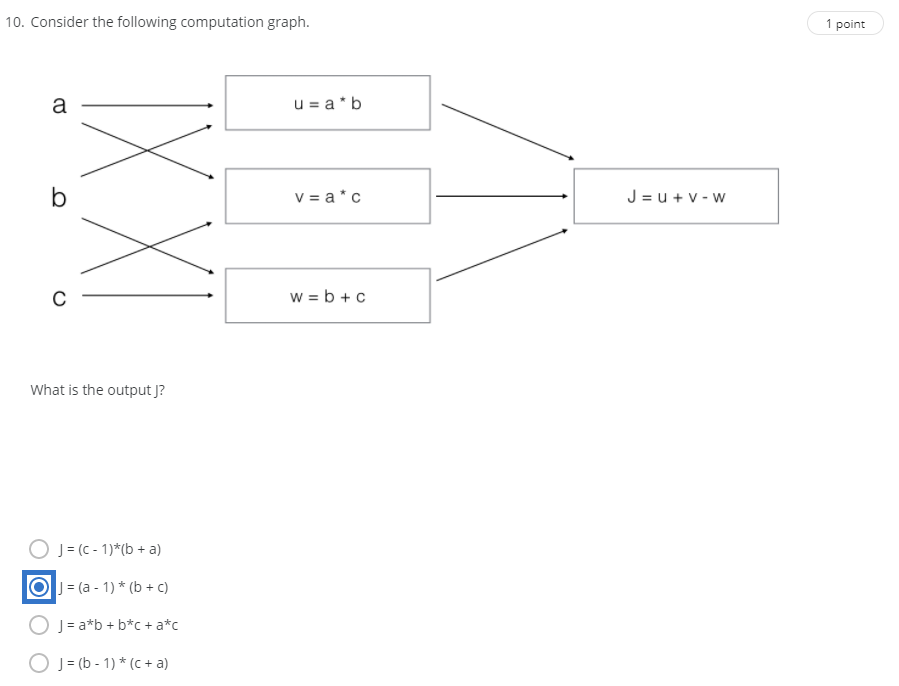 10. Consider the following computation graph.
1 point
a
u = a * b
b
v = a * c
J = u + v - w
c
w = b + c
What is the output J?
J = (c - 1)*(b + a)
J = (a - 1) * (b + c)
J = a*b + b*c + a*c
J = (b - 1) * (c + a)